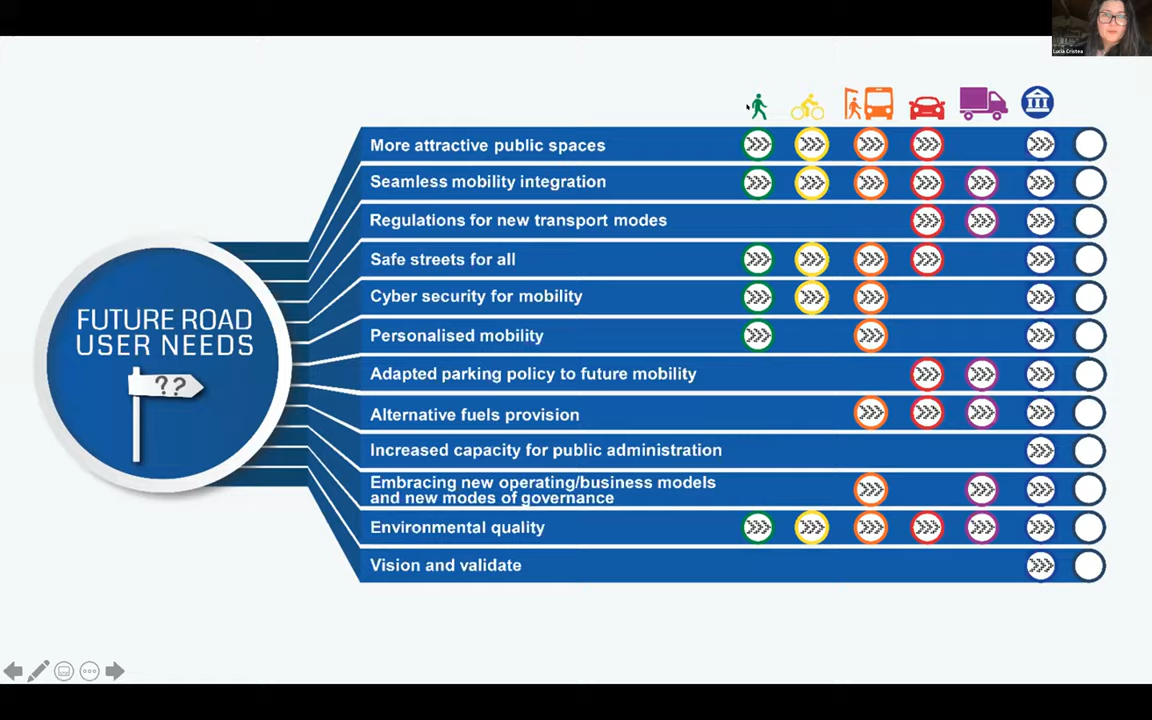 Lucia Cristea
More attractive public spaces
Seamless mobility integration
Regulations for new transport modes
Safe streets for all
Cyber security for mobility
FUTURE ROAD
USER NEEDS
??
Personalised mobility
Adapted parking policy to future mobility
Alternative fuels provision
Increased capacity for public administration
Embracing new operating/business models
and new modes of governance
Environmental quality
Vision and validate